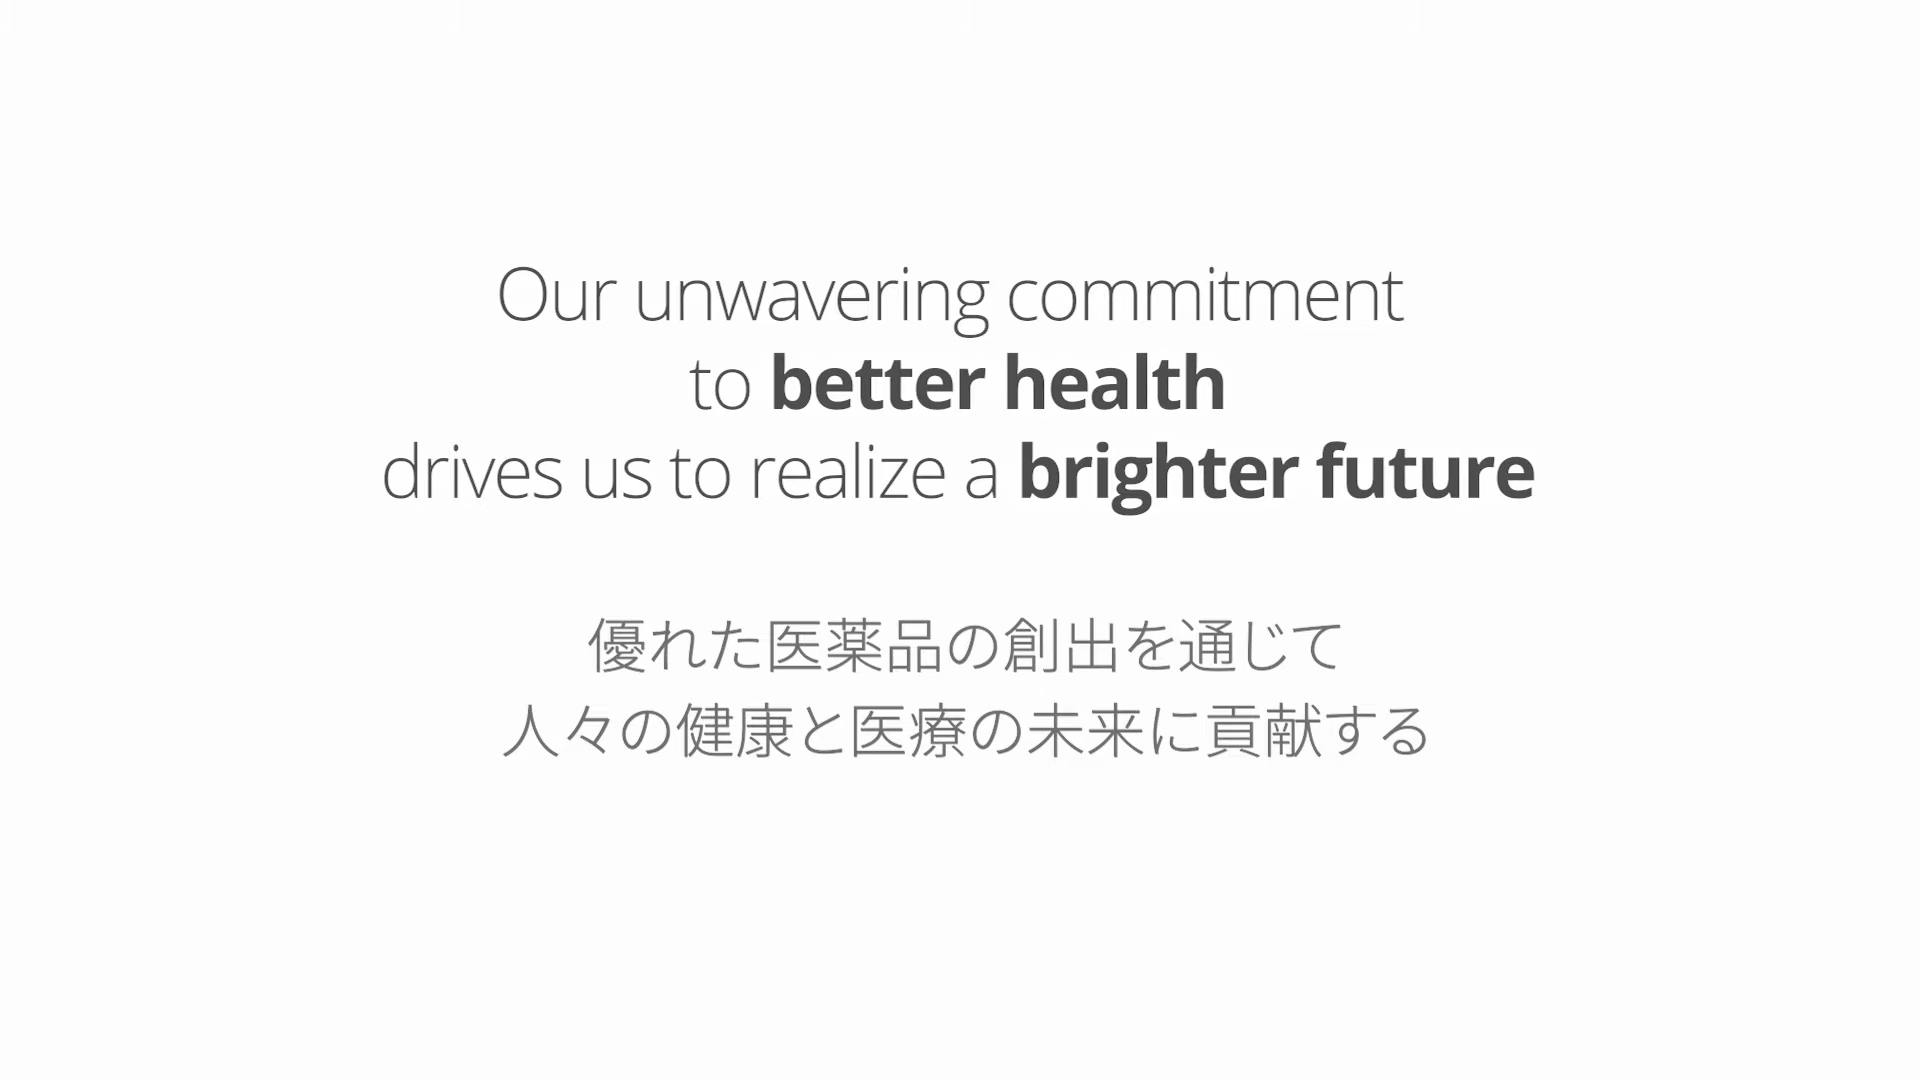 Our unwavering commitment
to better health
drives us to realize a brighter future
優れた医薬品の創出を通じて
人々の健康と医療の未来に貢献する